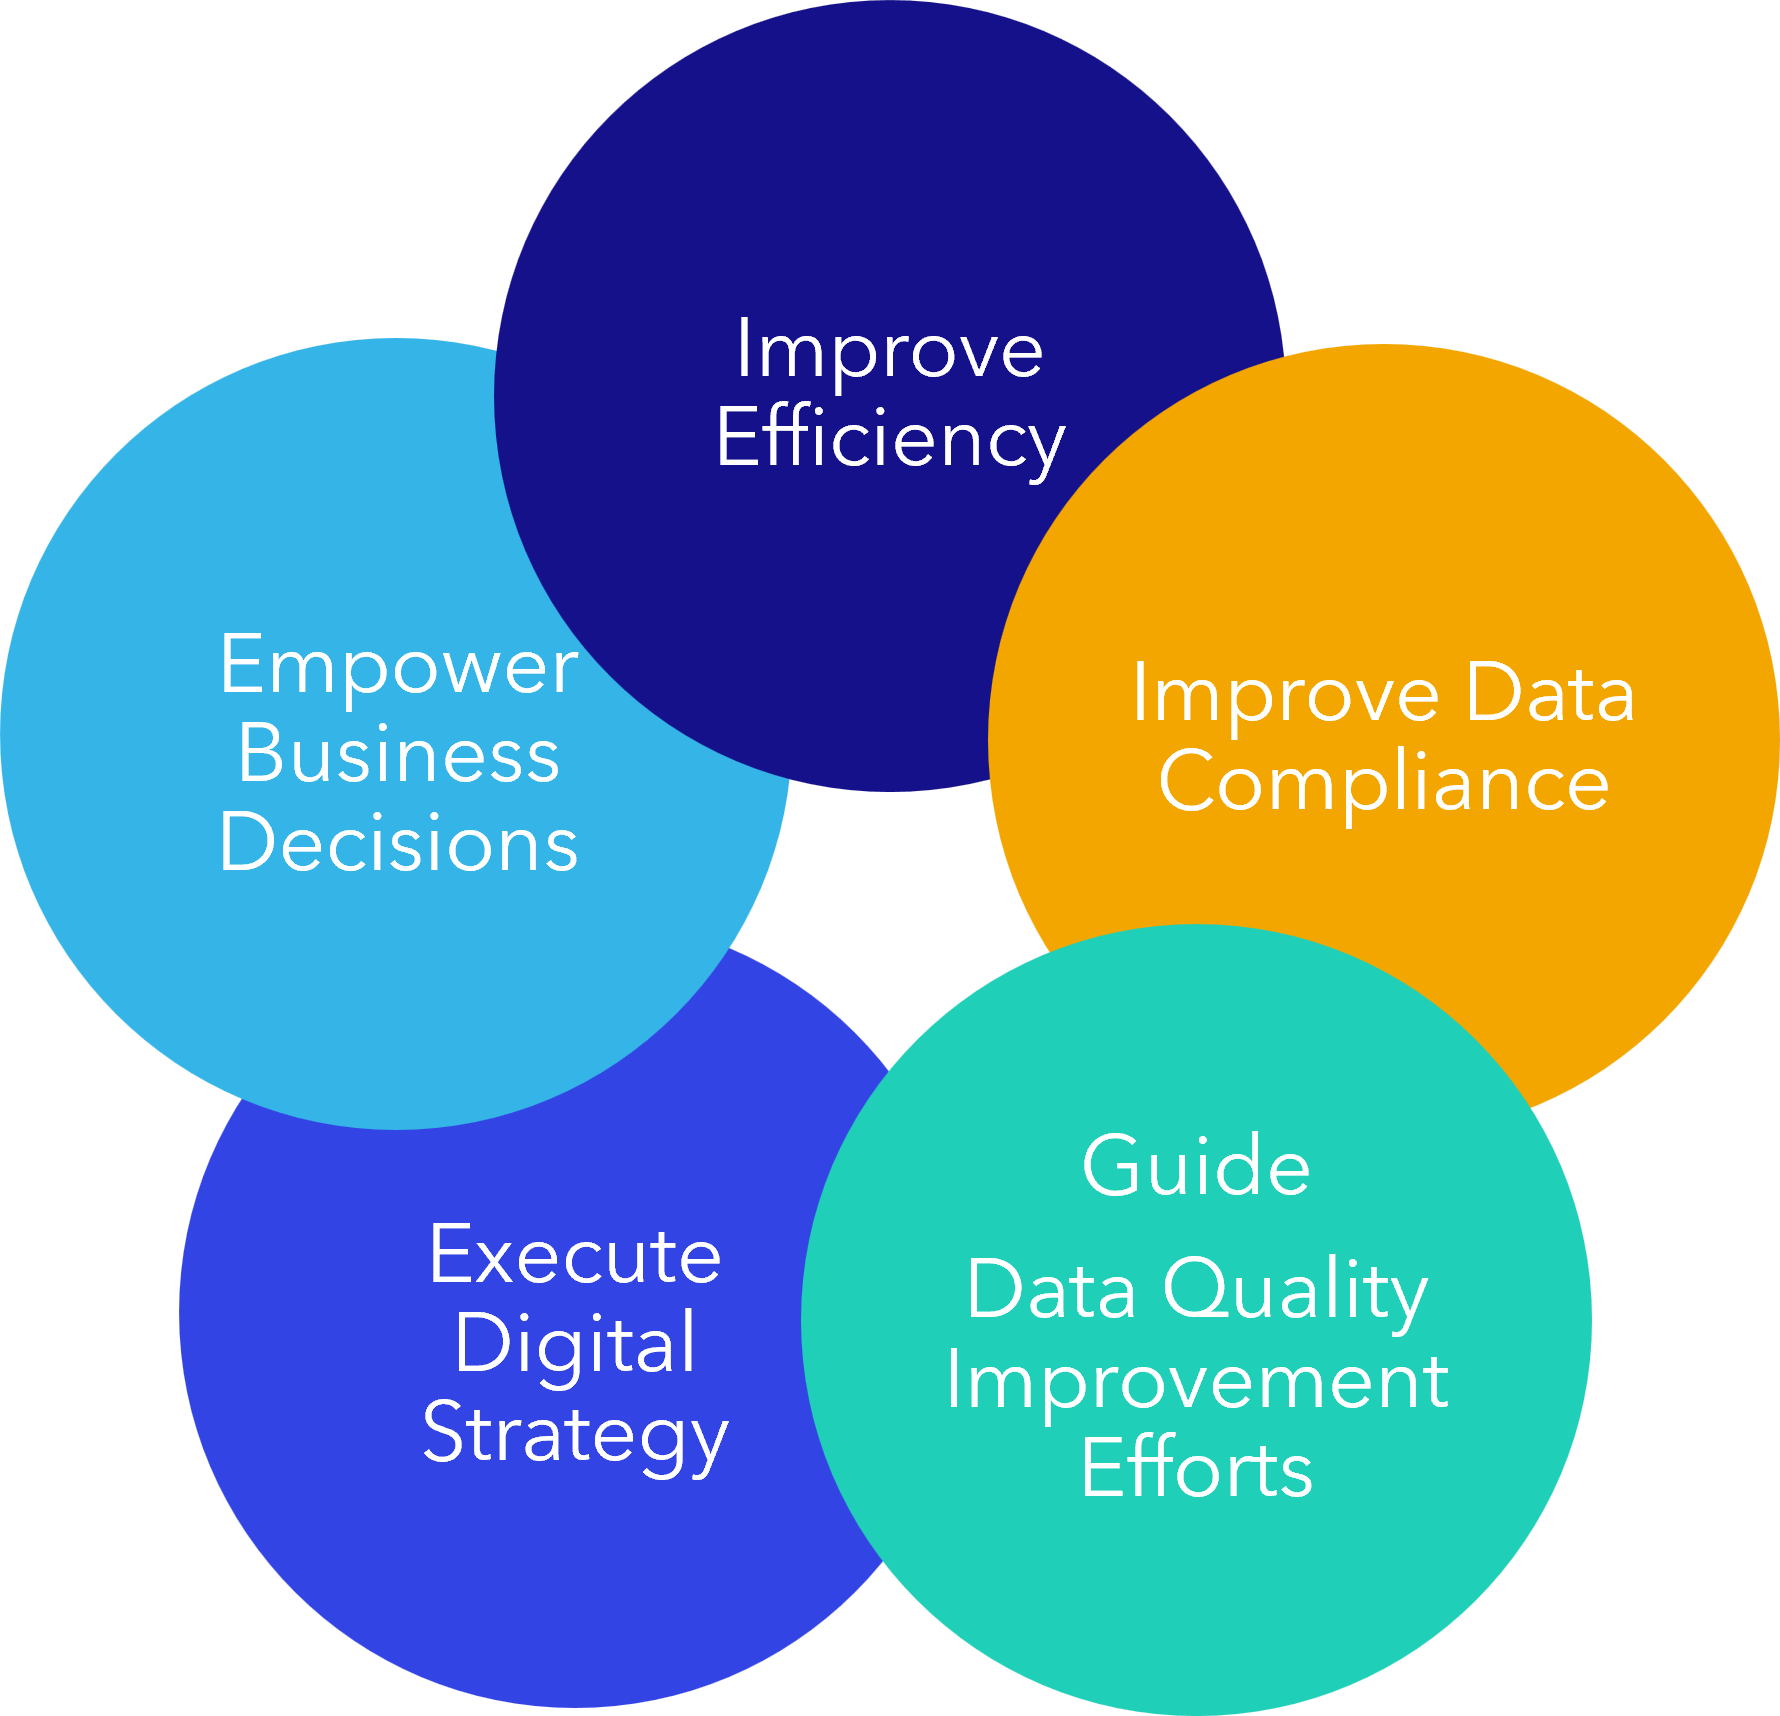 Improve
Efficiency
Improve Data
Compliance
Guide
Data Quality
Improvement
Efforts
Execute
Digital
Strategy
Empower
Business
Decisions